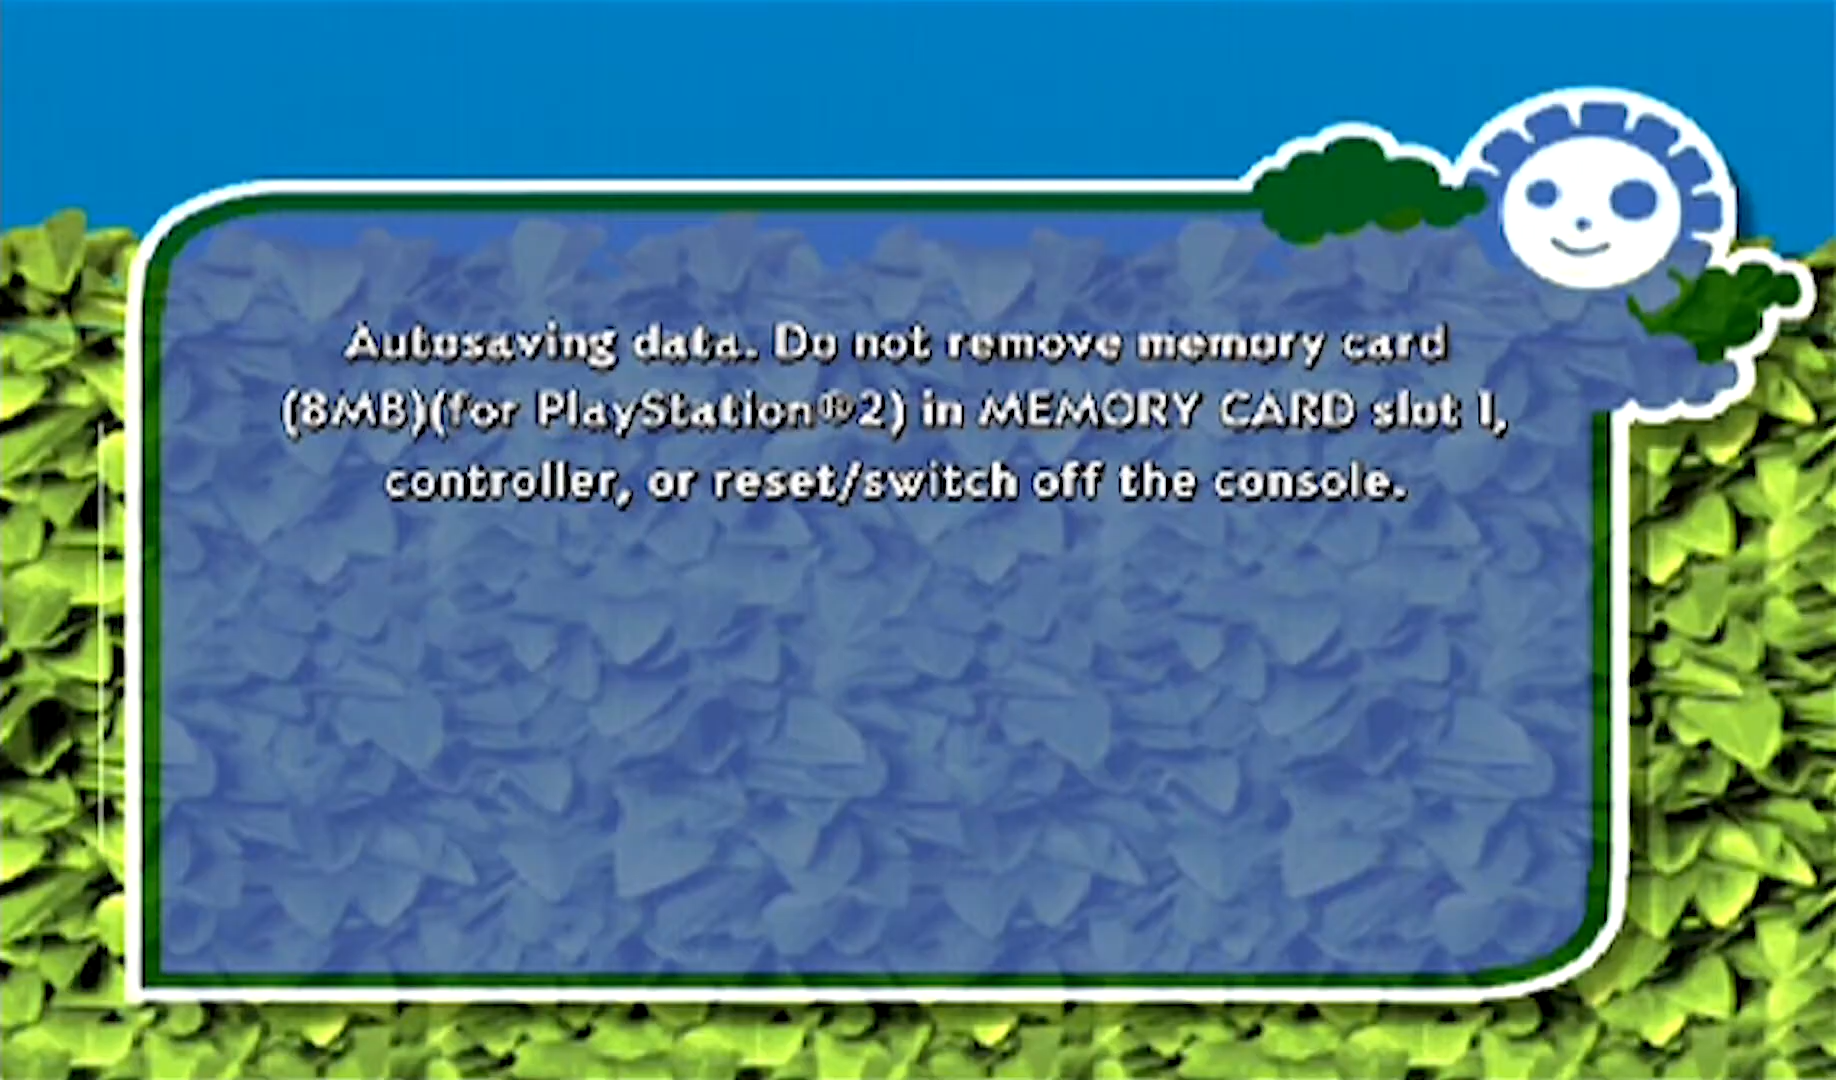 Autosaving data. Do not remove memory card
(8MB)(for PlayStation®2) in MEMORY CARD slot 1,
controller, or reset/switch off the console.